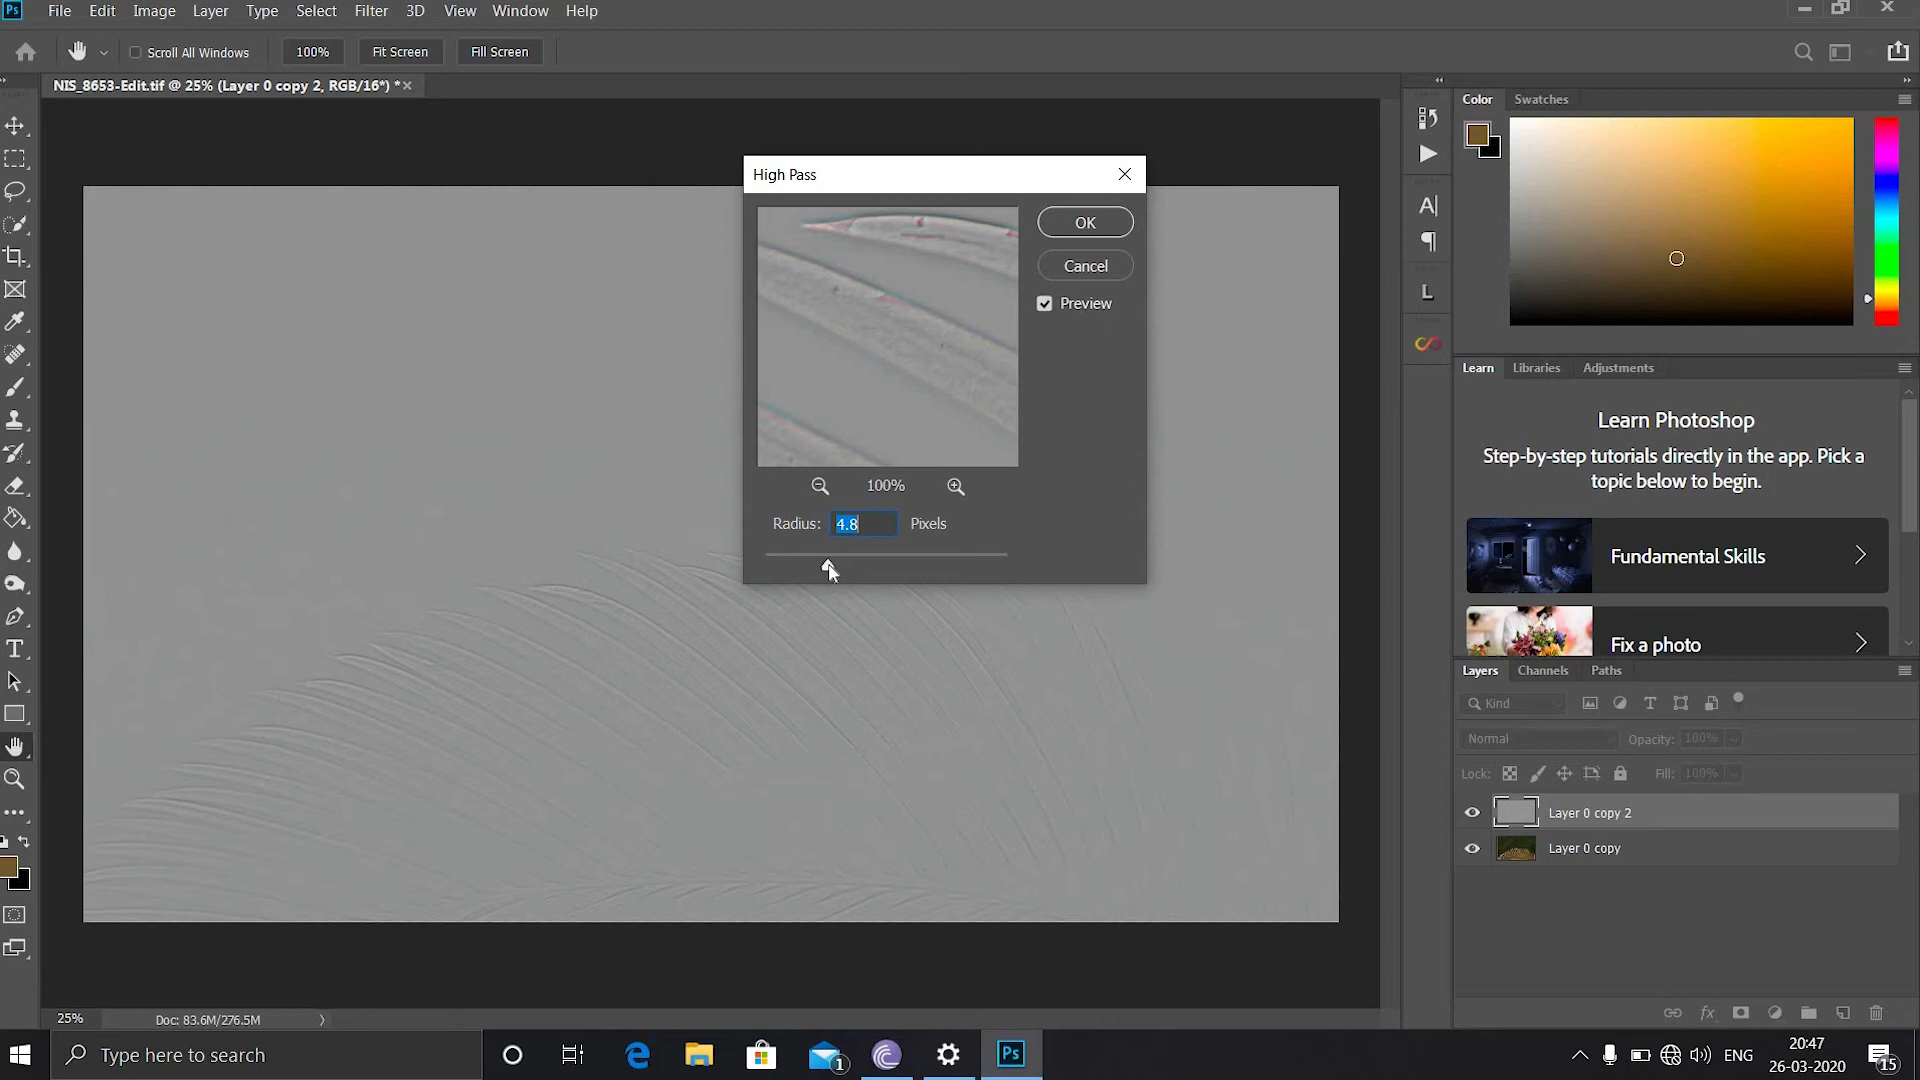 Ps File Edit Image Layer Type Select Filter 3D View Window Help
Scroll All Windows 100% Fit Screen Fill Screen
NIS_8653-Edit.tif @ 25% (Layer 0 copy 2, RGB/16*) *
Color Swatches
High Pass
OK
Cancel
Preview
100%
Radius: 4.8 Pixels
Learn Libraries Adjustments
Learn Photoshop
Step-by-step tutorials directly in the app. Pick a
topic below to begin.
Fundamental Skills
Fix a photo
Layers Channels Paths
Kind
Normal Opacity: 100%
Lock: Fill: 100%
Layer 0 copy 2
Layer 0 copy
fx
25% Doc: 83.6M/276.5M
Type here to search
1
Ps
ENG
20:47
26-03-2020
15